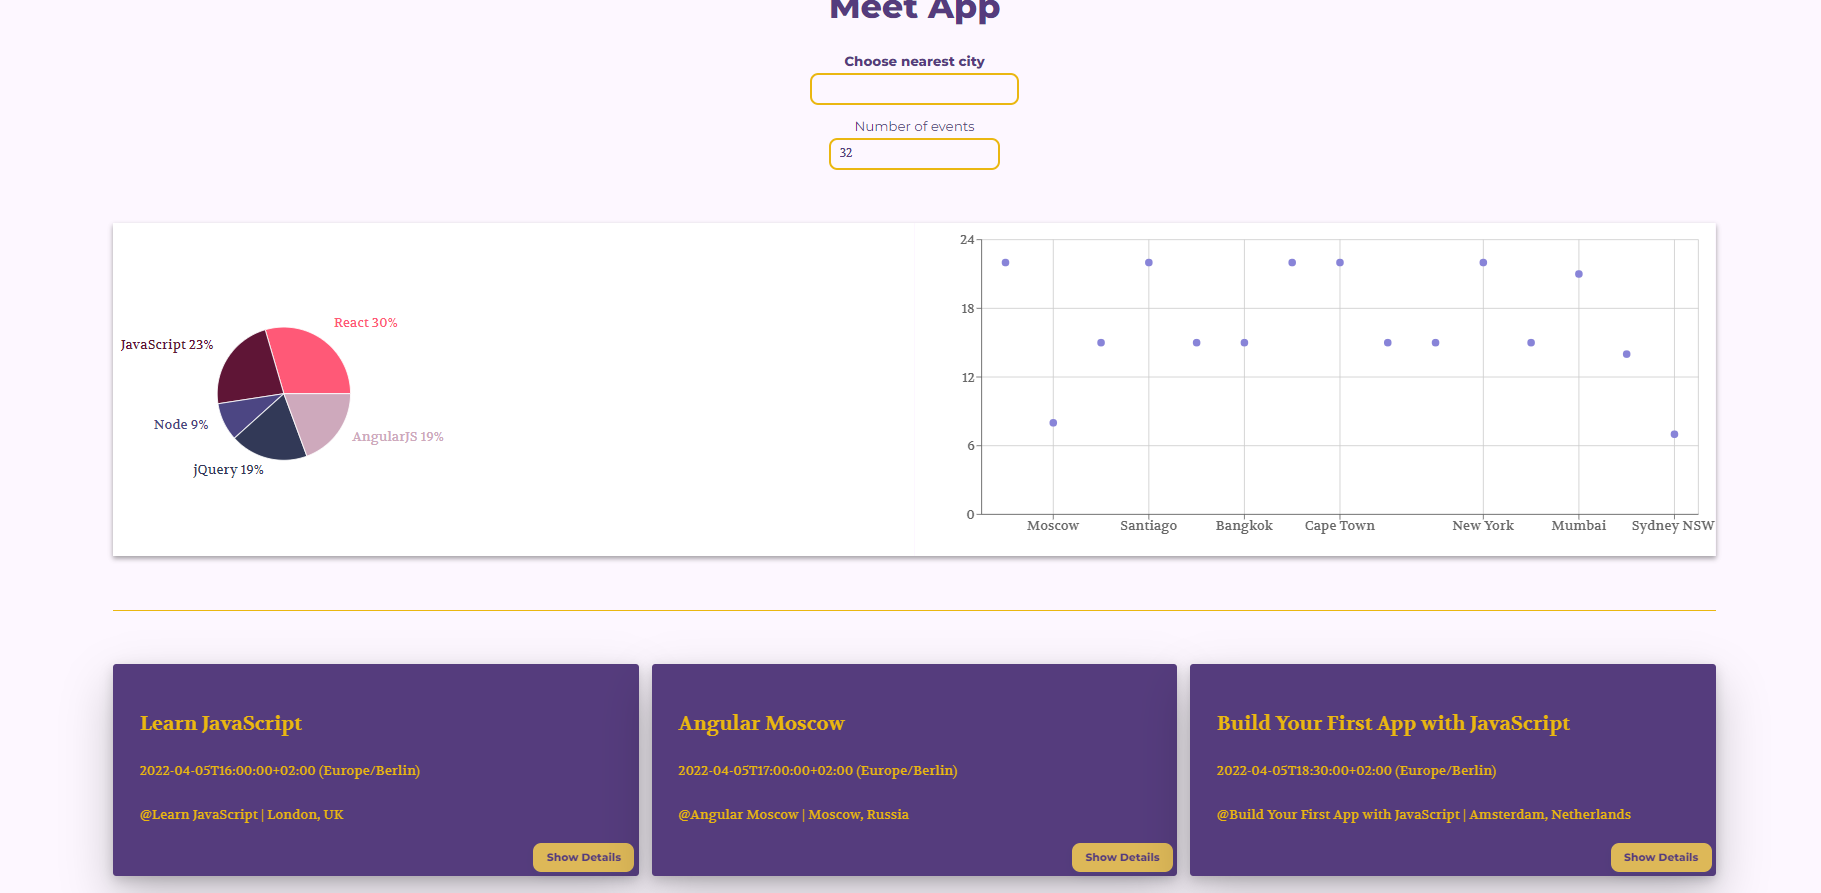 Meet App
Choose nearest city
Number of events
32
React 30%
JavaScript 23%
Node 9%
AngularJS 19%
jQuery 19%
24
18
12
6
0
Moscow Santiago Bangkok Cape Town New York Mumbai Sydney NSW
Learn JavaScript
2022-04-05T16:00:00+02:00 (Europe/Berlin)
@Learn JavaScript | London, UK
Show Details
Angular Moscow
2022-04-05T17:00:00+02:00 (Europe/Berlin)
@Angular Moscow | Moscow, Russia
Show Details
Build Your First App with JavaScript
2022-04-05T18:30:00+02:00 (Europe/Berlin)
@Build Your First App with JavaScript | Amsterdam, Netherlands
Show Details